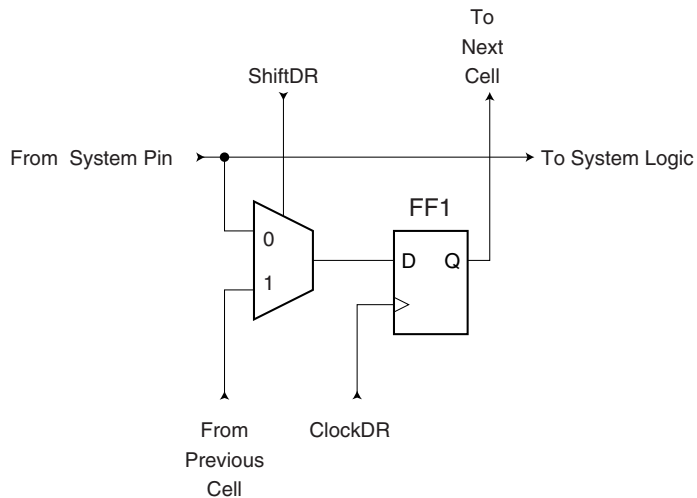 To
Next
Cell
ShiftDR
From System Pin
To System Logic
FF1
0
D Q
1
From
Previous
Cell
ClockDR